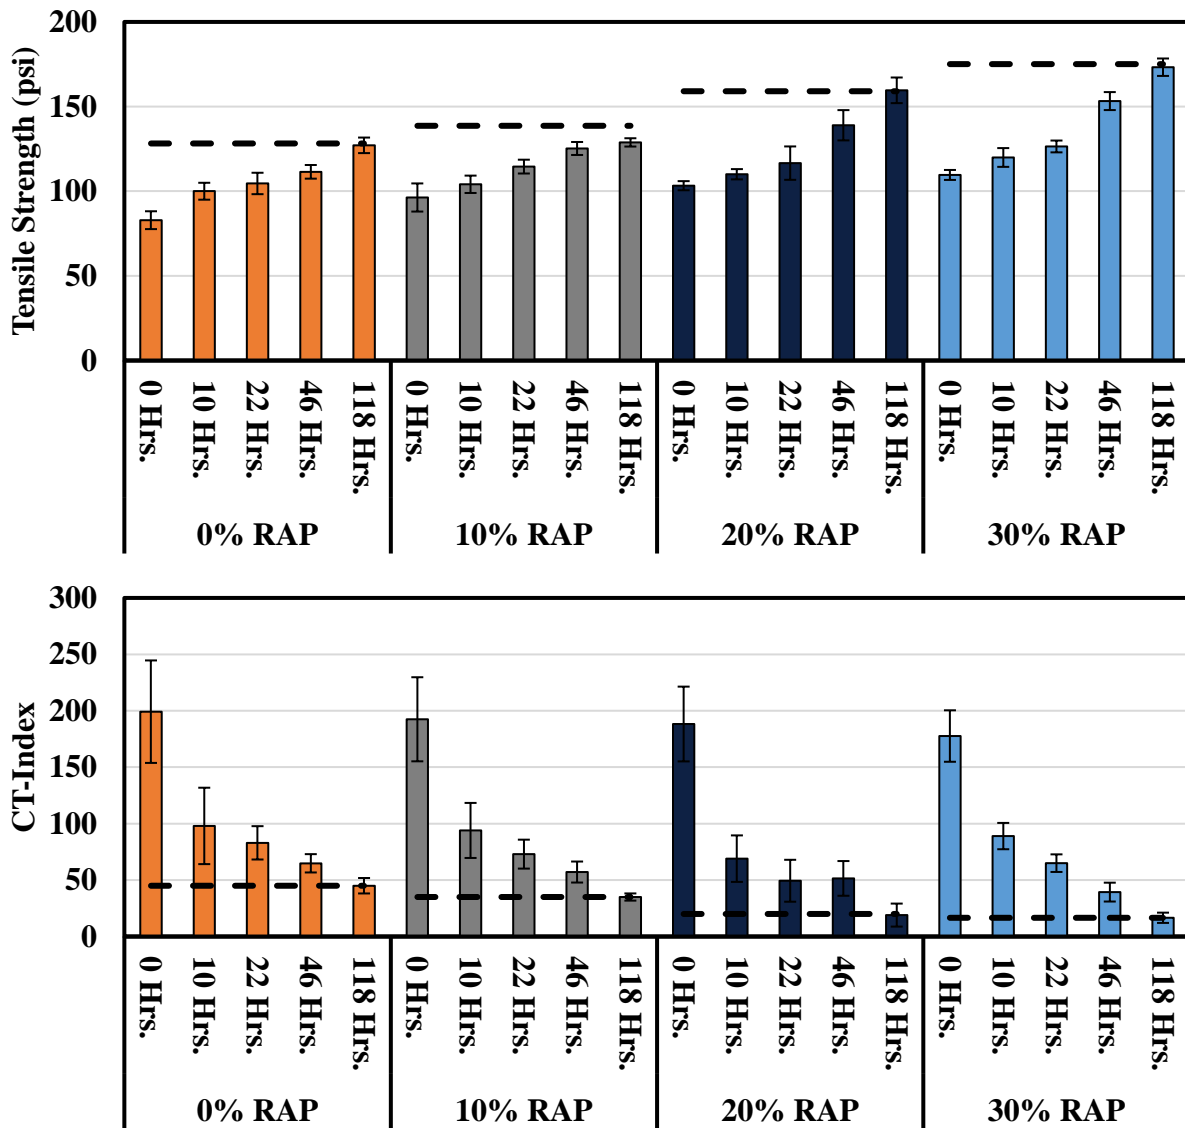 Tensile Strength (psi)
200
150
100
50
0
0 Hrs.
10 Hrs.
22 Hrs.
46 Hrs.
118 Hrs.
0 Hrs.
10 Hrs.
22 Hrs.
46 Hrs.
118 Hrs.
0 Hrs.
10 Hrs.
22 Hrs.
46 Hrs.
118 Hrs.
0 Hrs.
10 Hrs.
22 Hrs.
46 Hrs.
118 Hrs.
0% RAP
10% RAP
20% RAP
30% RAP
CT-Index
300
250
200
150
100
50
0
0 Hrs.
10 Hrs.
22 Hrs.
46 Hrs.
118 Hrs.
0 Hrs.
10 Hrs.
22 Hrs.
46 Hrs.
118 Hrs.
0 Hrs.
10 Hrs.
22 Hrs.
46 Hrs.
118 Hrs.
0 Hrs.
10 Hrs.
22 Hrs.
46 Hrs.
118 Hrs.
0% RAP
10% RAP
20% RAP
30% RAP